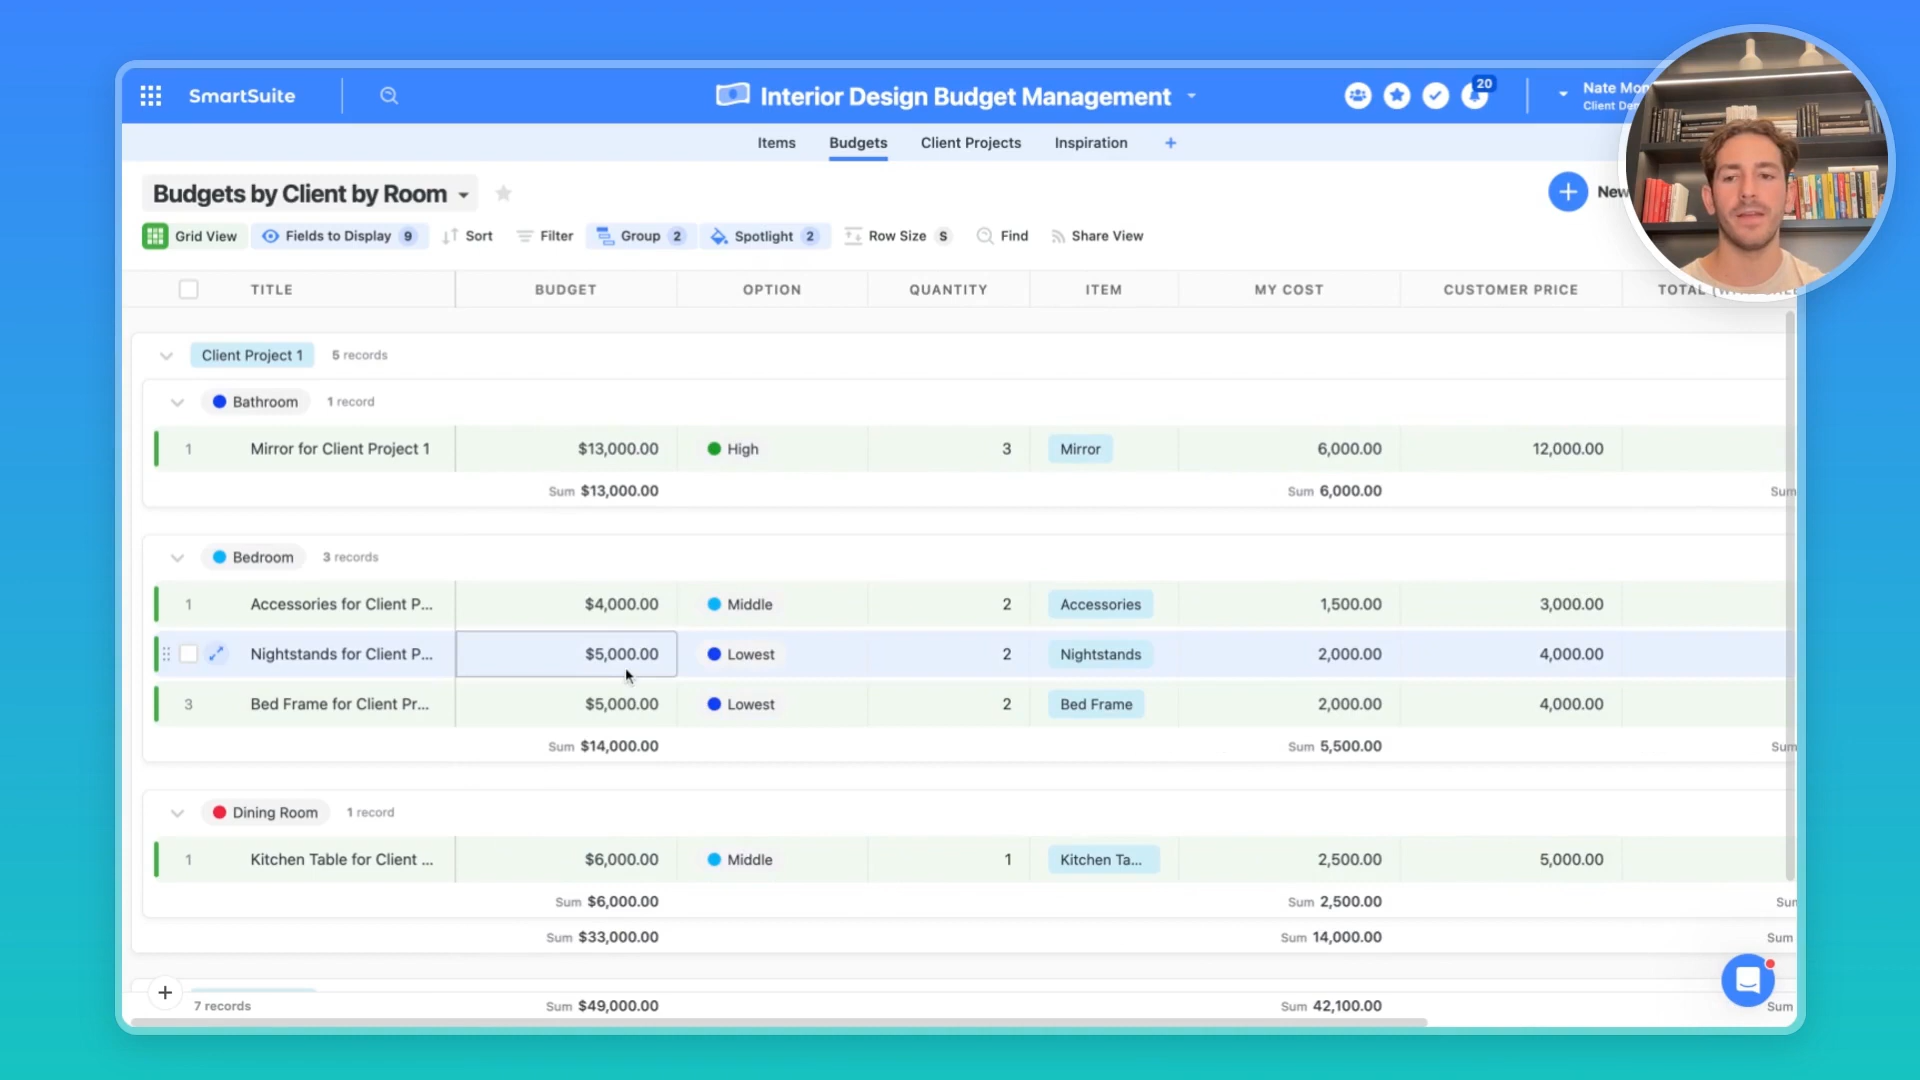 SmartSuite
Interior Design Budget Management
20
Nate Mon
Client Der
Items
Budgets
Client Projects
Inspiration
+
Budgets by Client by Room
New
Grid View
Fields to Display 9
Sort
Filter
Group 2
Spotlight 2
Row Size S
Find
Share View
TITLE BUDGET OPTION QUANTITY ITEM MY COST CUSTOMER PRICE TOTAL
Client Project 1 5 records
Bathroom 1 record
1 Mirror for Client Project 1 $13,000.00 High 3 Mirror 6,000.00 12,000.00
Sum $13,000.00 Sum 6,000.00 Sum
Bedroom 3 records
1 Accessories for Client P... $4,000.00 Middle 2 Accessories 1,500.00 3,000.00
Nightstands for Client P... $5,000.00 Lowest 2 Nightstands 2,000.00 4,000.00
3 Bed Frame for Client Pr... $5,000.00 Lowest 2 Bed Frame 2,000.00 4,000.00
Sum $14,000.00 Sum 5,500.00 Sum
Dining Room 1 record
1 Kitchen Table for Client ... $6,000.00 Middle 1 Kitchen Ta... 2,500.00 5,000.00
Sum $6,000.00 Sum 2,500.00 Sum
Sum $33,000.00 Sum 14,000.00 Sum
+ 7 records Sum $49,000.00 Sum 42,100.00 Sum